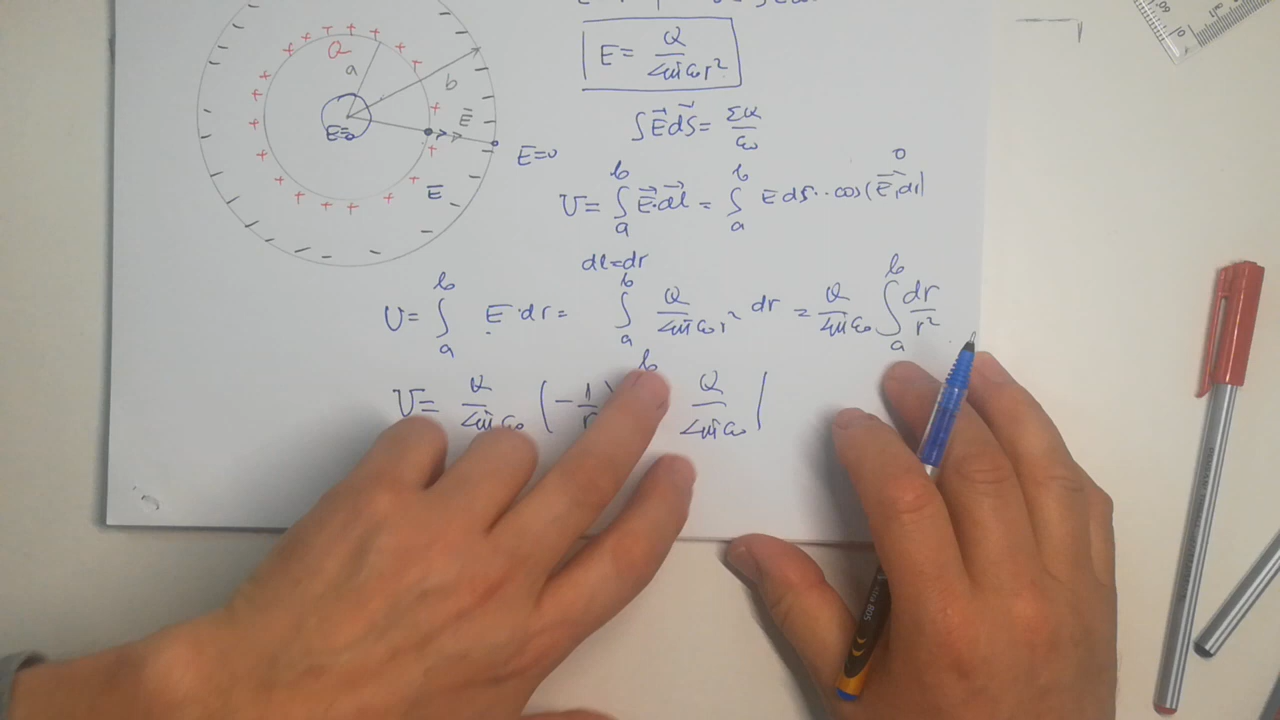 E = Q / 4πε₀r²
∫E⃗ dS⃗ = ΣQ / ε₀
+ + + + + + + + + + + + + + + + + + + +
Q
a
b
E=0
E⃗
E
E=0
U = ∫ₐᵇ E⃗·dl⃗ = ∫ₐᵇ E dl · cos(E⃗, dl⃗) 0
dl=dr
U = ∫ₐᵇ E·dr = ∫ₐᵇ Q / 4πε₀r² dr = Q / 4πε₀ ∫ₐᵇ dr / r²
U = Q / 4πε₀ (-1/r) b Q / 4πε₀ (